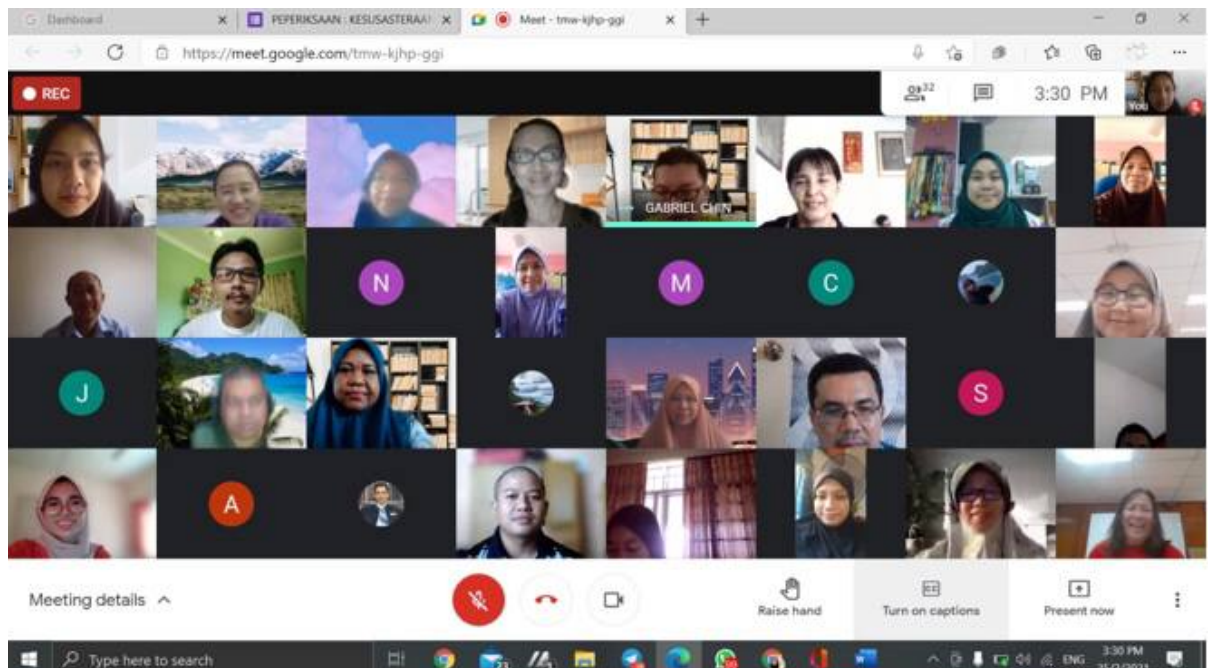 Dashboard
PEPERIKSAAN : KESUSASTERAA
Meet - tmw-kjhp-ggi
https://meet.google.com/tmw-kjhp-ggi
REC
32
3:30 PM
You
GABRIEL CHIN
N
M
C
J
S
A
Meeting details
Raise hand
Turn on captions
Present now
Type here to search
23
ENG
3:30 PM